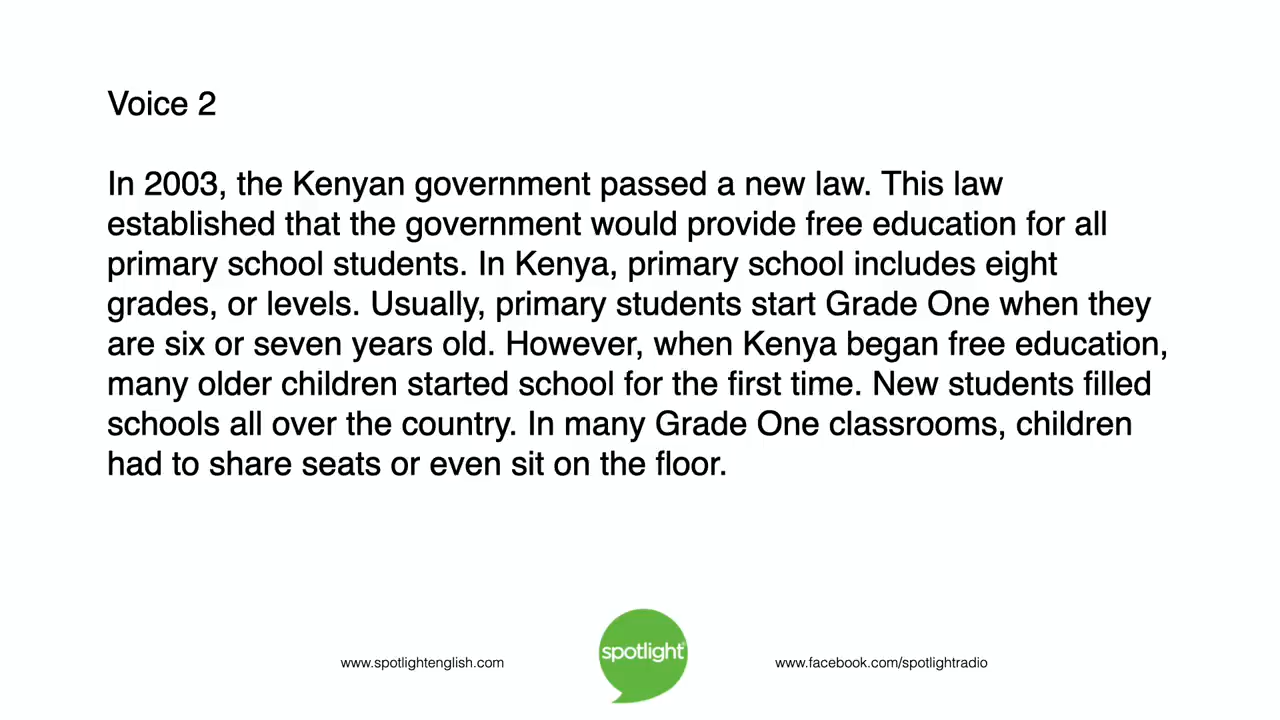 Voice 2
In 2003, the Kenyan government passed a new law. This law
established that the government would provide free education for all
primary school students. In Kenya, primary school includes eight
grades, or levels. Usually, primary students start Grade One when they
are six or seven years old. However, when Kenya began free education,
many older children started school for the first time. New students filled
schools all over the country. In many Grade One classrooms, children
had to share seats or even sit on the floor.
www.spotlightenglish.com
spotlight
www.facebook.com/spotlightradio